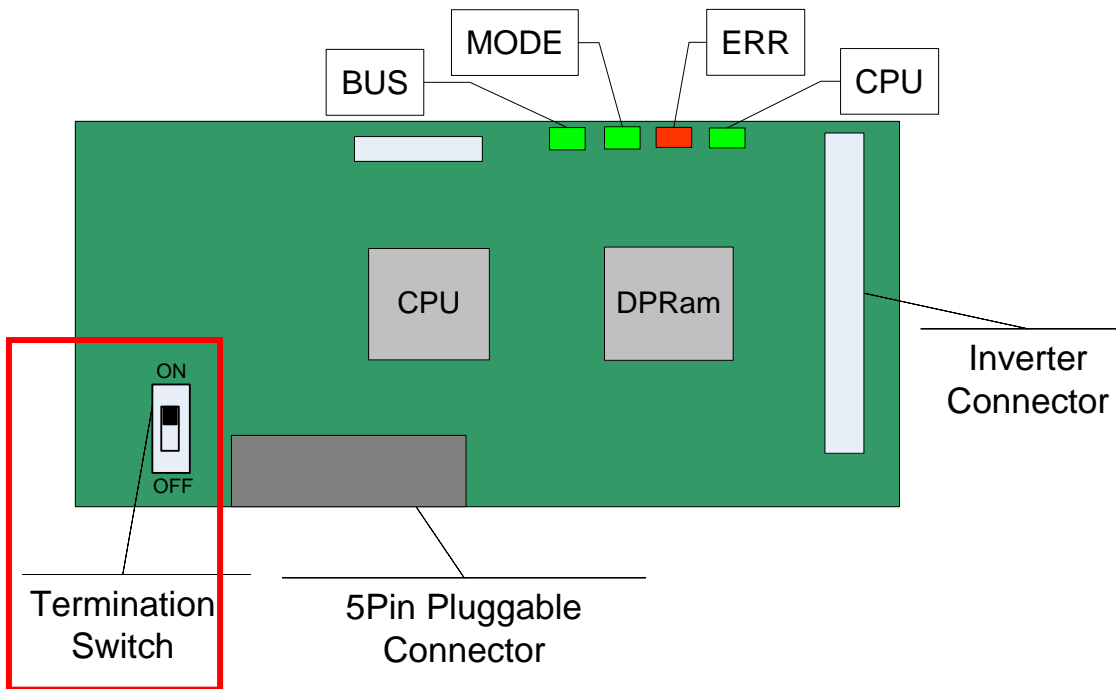 MODE
ERR
BUS
CPU
CPU
DPRam
ON
OFF
Inverter
Connector
Termination
Switch
5Pin Pluggable
Connector